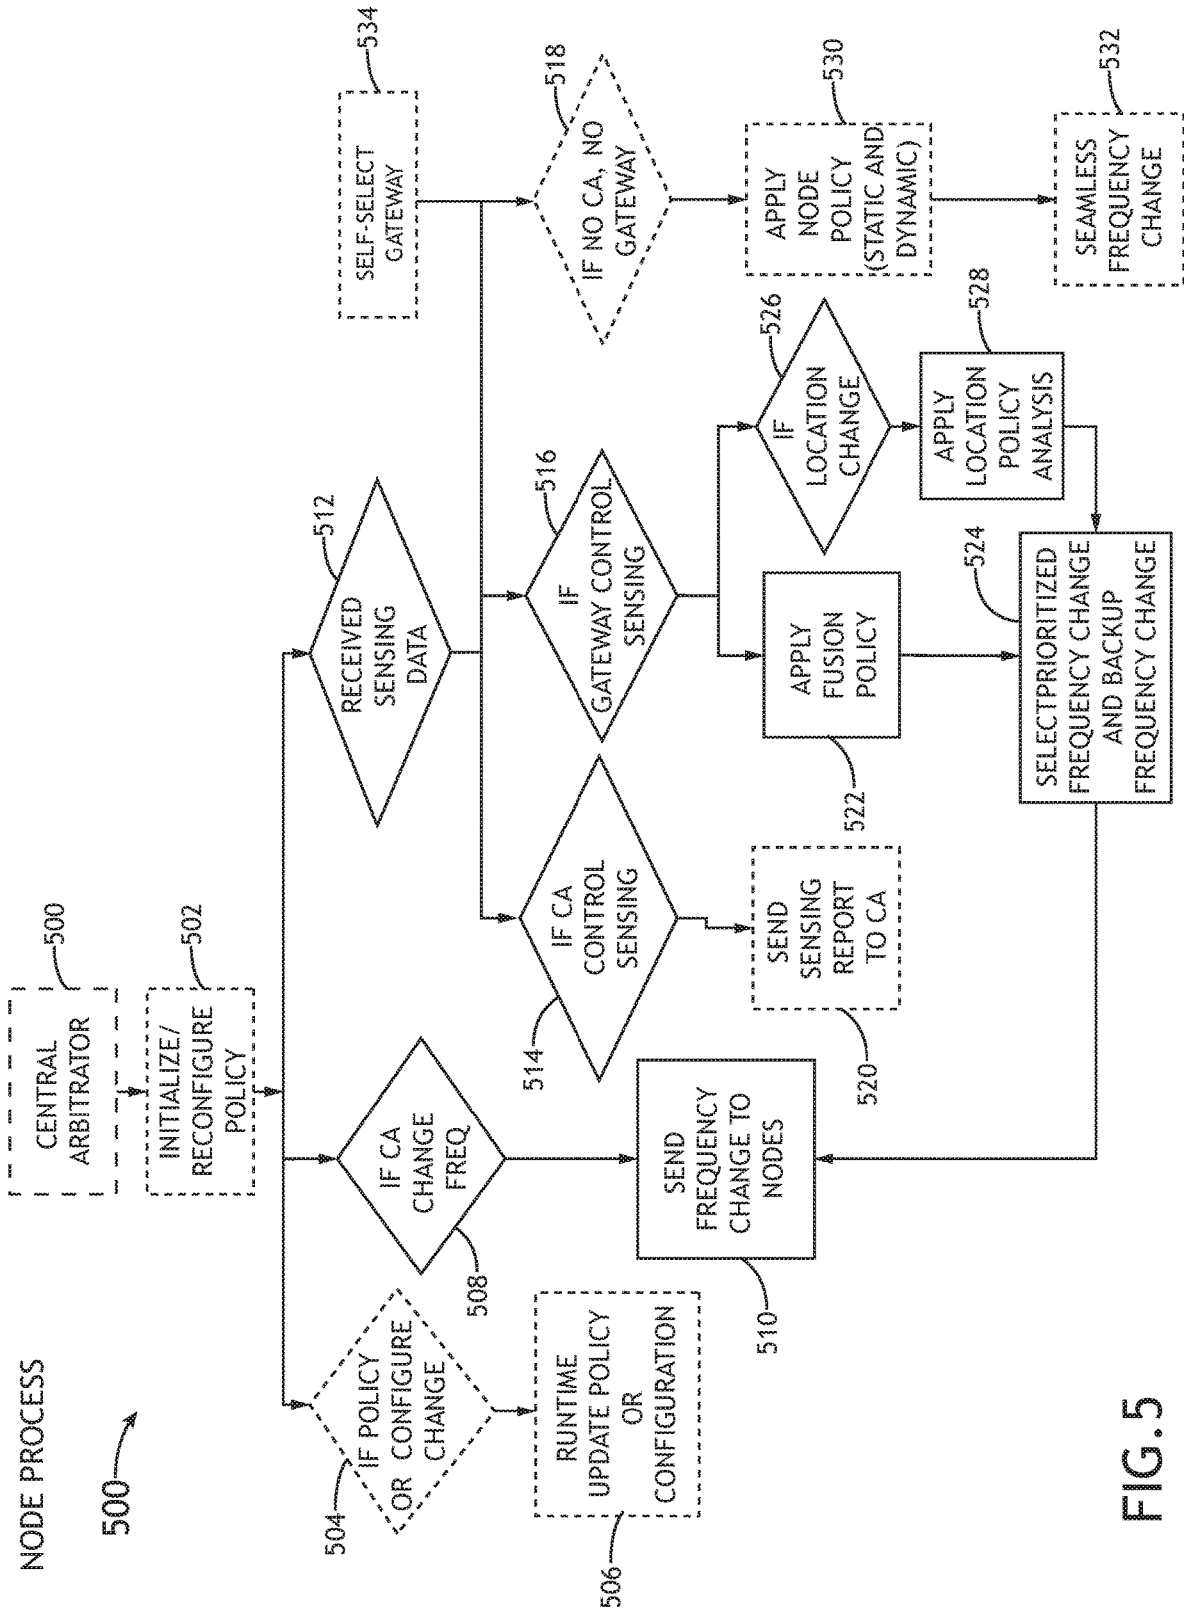 NODE PROCESS
500
CENTRAL
ARBITRATOR
500
INITIALIZE/
RECONFIGURE
POLICY
502
IF POLICY
OR CONFIGURE
CHANGE
504
RUNTIME
UPDATE POLICY
OR
CONFIGURATION
506
IF CA
CHANGE
FREQ
508
SEND
FREQUENCY
CHANGE TO
NODES
510
RECEIVED
SENSING
DATA
512
IF CA
CONTROL
SENSING
514
SEND
SENSING
REPORT
TO CA
520
IF
GATEWAY CONTROL
SENSING
516
APPLY
FUSION
POLICY
522
IF
LOCATION
CHANGE
526
APPLY
LOCATION
POLICY
ANALYSIS
528
SELECTPRIORITIZED
FREQUENCY CHANGE
AND BACKUP
FREQUENCY CHANGE
524
SELF-SELECT
GATEWAY
534
IF NO CA, NO
GATEWAY
518
APPLY
NODE
POLICY
(STATIC AND
DYNAMIC)
530
SEAMLESS
FREQUENCY
CHANGE
532
FIG.5